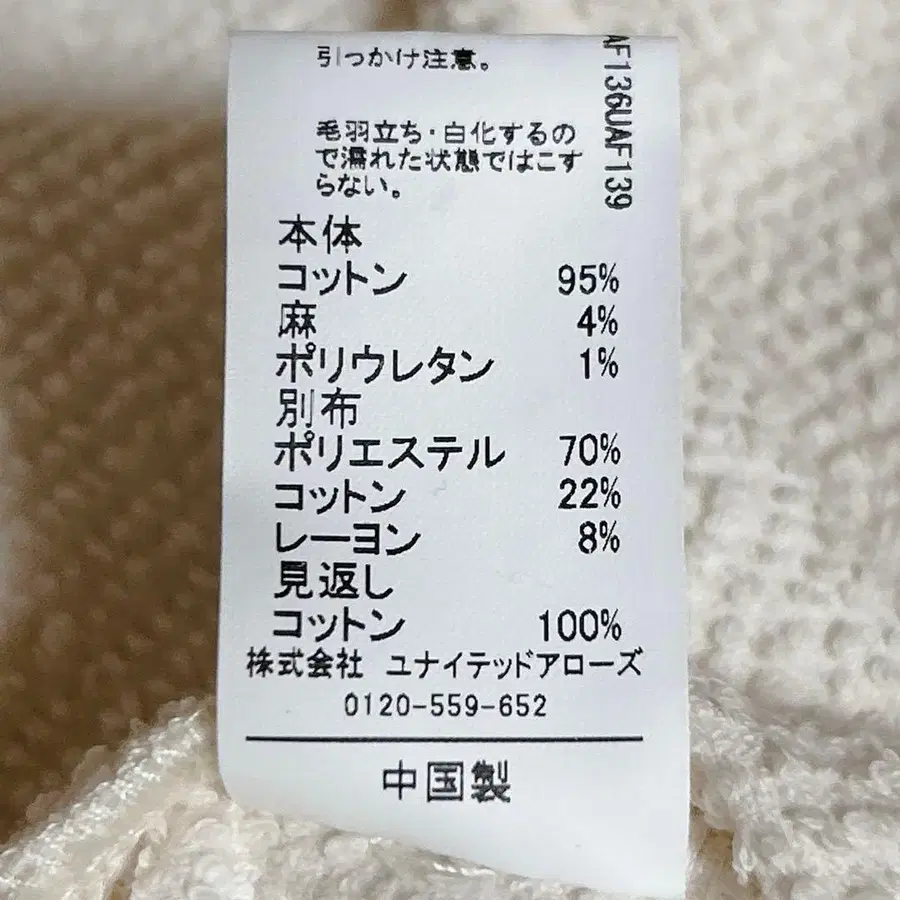 引っかけ注意。
毛羽立ち・白化するの
で濡れた状態ではこす
らない。
本体
コットン 95%
麻 4%
ポリウレタン 1%
別布
ポリエステル 70%
コットン 22%
レーヨン 8%
見返し
コットン 100%
株式会社 ユナイテッドアローズ
0120-559-652
中国製
AF136UAF139